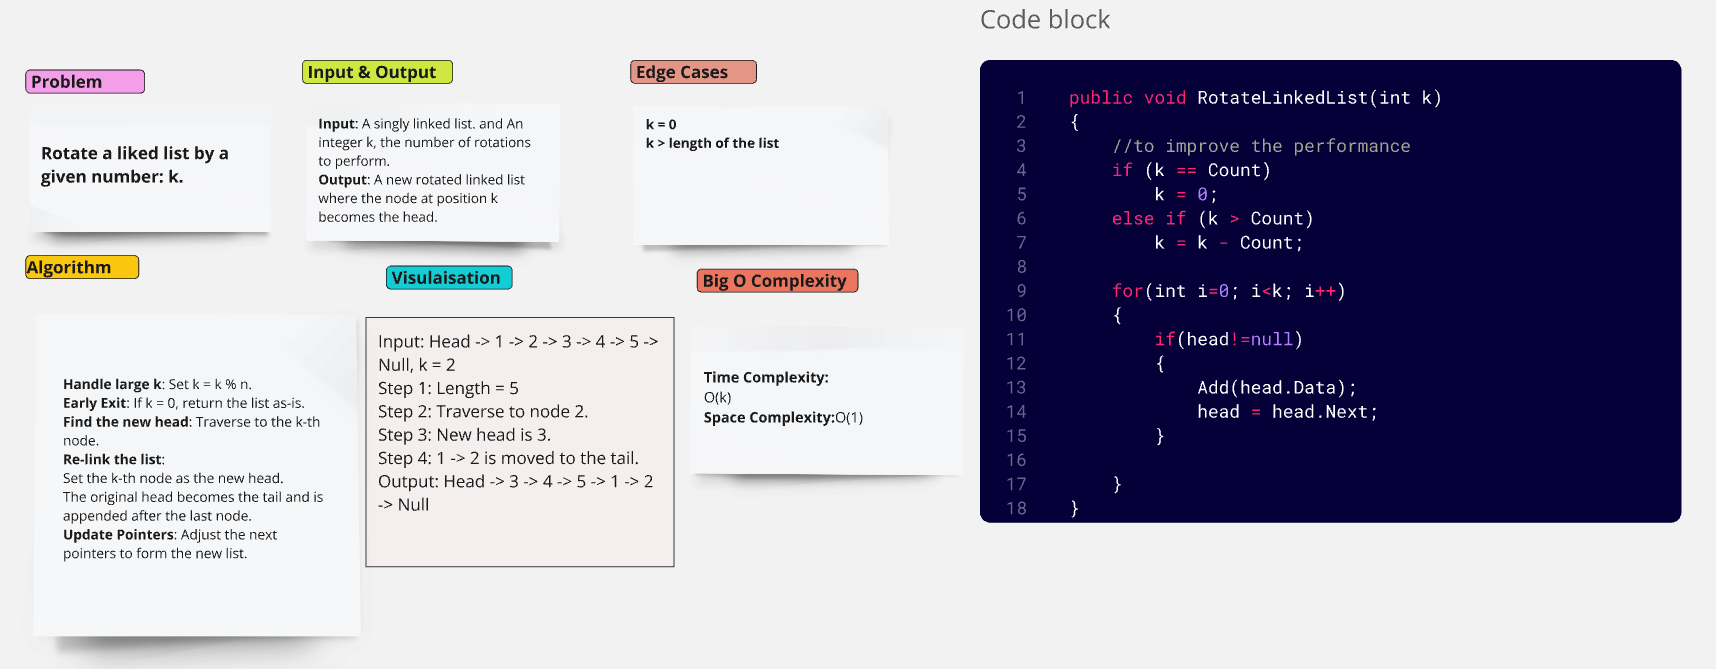 Code block
Problem
Rotate a liked list by a
given number: k.
Input & Output
Input: A singly linked list. and An
integer k, the number of rotations
to perform.
Output: A new rotated linked list
where the node at position k
becomes the head.
Edge Cases
k = 0
k > length of the list
Algorithm
Handle large k: Set k = k % n.
Early Exit: If k = 0, return the list as-is.
Find the new head: Traverse to the k-th
node.
Re-link the list:
Set the k-th node as the new head.
The original head becomes the tail and is
appended after the last node.
Update Pointers: Adjust the next
pointers to form the new list.
Visulaisation
Input: Head -> 1 -> 2 -> 3 -> 4 -> 5 ->
Null, k = 2
Step 1: Length = 5
Step 2: Traverse to node 2.
Step 3: New head is 3.
Step 4: 1 -> 2 is moved to the tail.
Output: Head -> 3 -> 4 -> 5 -> 1 -> 2
-> Null
Big O Complexity
Time Complexity:
O(k)
Space Complexity:O(1)
1 public void RotateLinkedList(int k)
2 {
3     //to improve the performance
4     if (k == Count)
5         k = 0;
6     else if (k > Count)
7         k = k - Count;
8
9     for(int i=0; i<k; i++)
10     {
11         if(head!=null)
12         {
13             Add(head.Data);
14             head = head.Next;
15         }
16
17     }
18 }